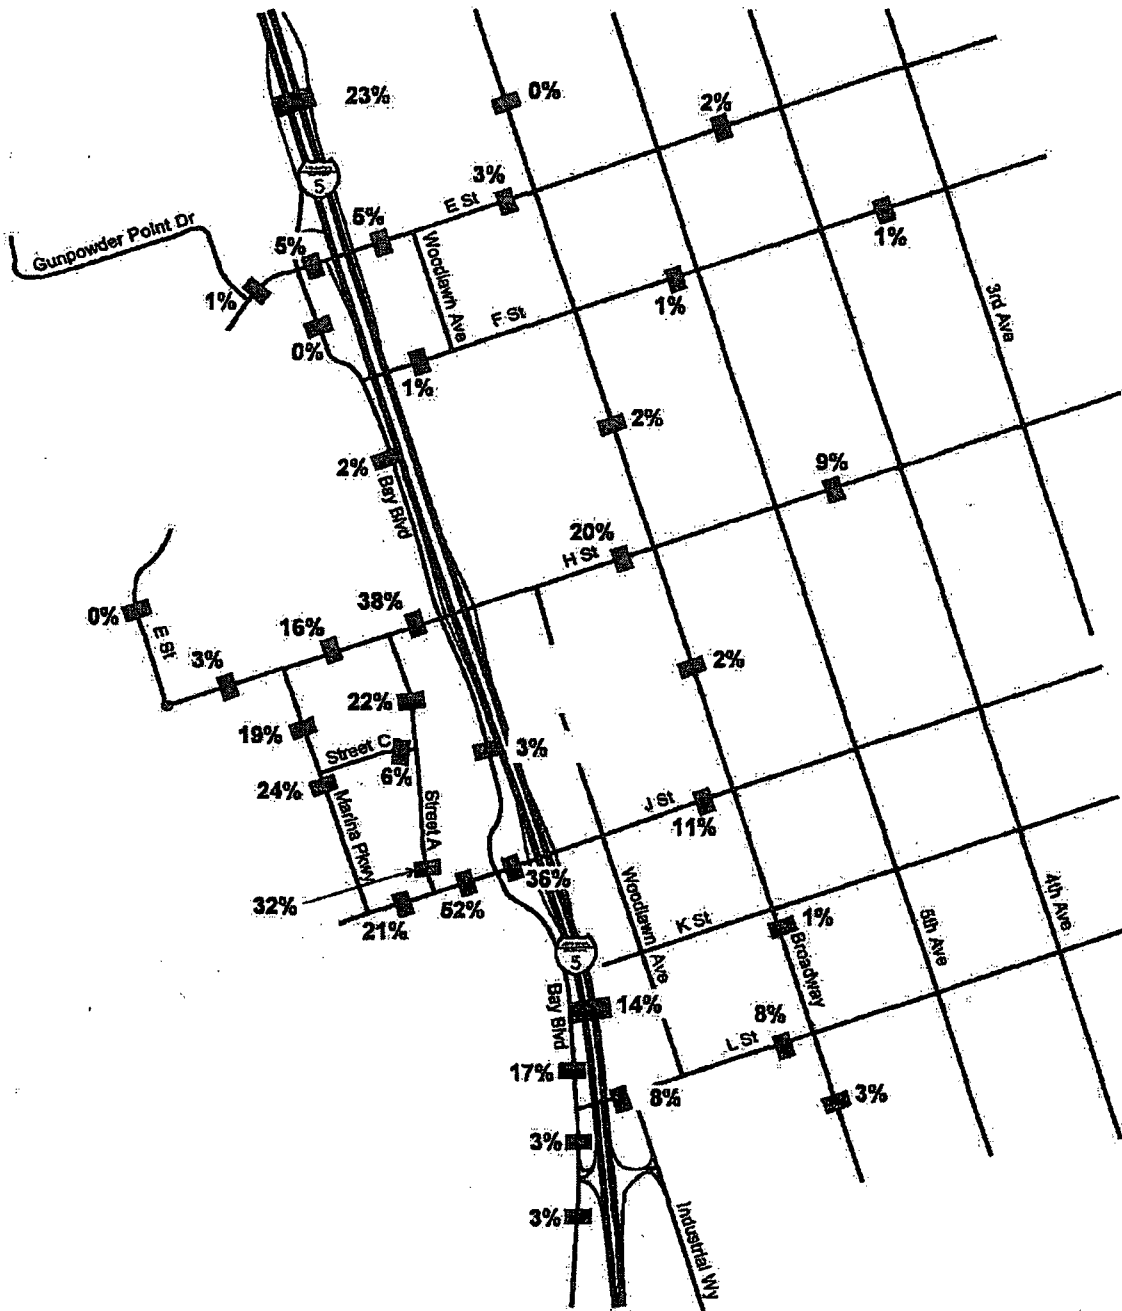 23%
0%
2%
5
3%
E St
5%
Gunpowder Point Dr
5%
Woodlawn Ave
1%
1%
F St
1%
3rd Ave
0%
1%
2%
2%
Bay Blvd
9%
20%
H St
38%
0%
E St
16%
3%
2%
22%
19%
Street C
3%
6%
24%
Marina Pkwy
Street A
J St
11%
36%
32%
52%
21%
Woodlawn Ave
K St
1%
Broadway
5th Ave
4th Ave
5
Bay Blvd
14%
8%
L St
17%
8%
3%
3%
3%
Industrial Wy